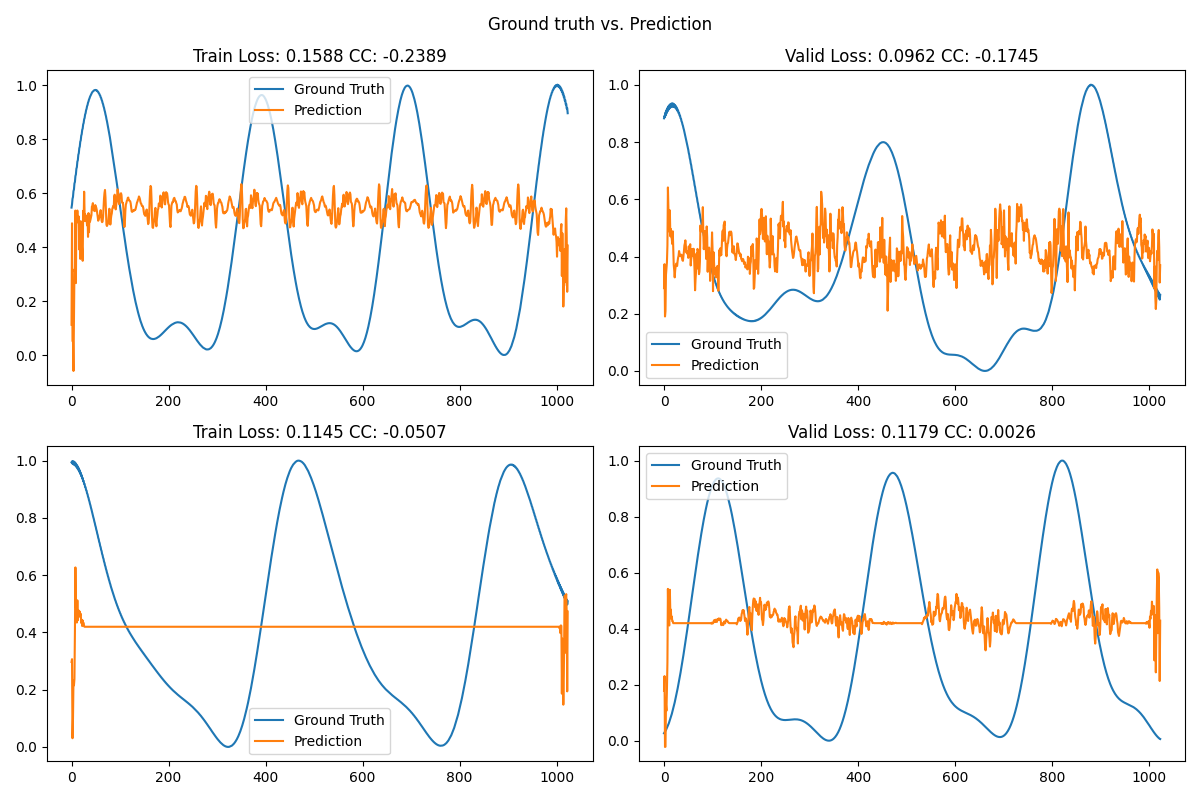 Ground truth vs. Prediction
Train Loss: 0.1588 CC: -0.2389
1.0
0.8
0.6
0.4
0.2
0.0
0 200 400 600 800 1000
Ground Truth
Prediction
Valid Loss: 0.0962 CC: -0.1745
1.0
0.8
0.6
0.4
0.2
0.0
0 200 400 600 800 1000
Ground Truth
Prediction
Train Loss: 0.1145 CC: -0.0507
1.0
0.8
0.6
0.4
0.2
0.0
0 200 400 600 800 1000
Ground Truth
Prediction
Valid Loss: 0.1179 CC: 0.0026
1.0
0.8
0.6
0.4
0.2
0.0
0 200 400 600 800 1000
Ground Truth
Prediction